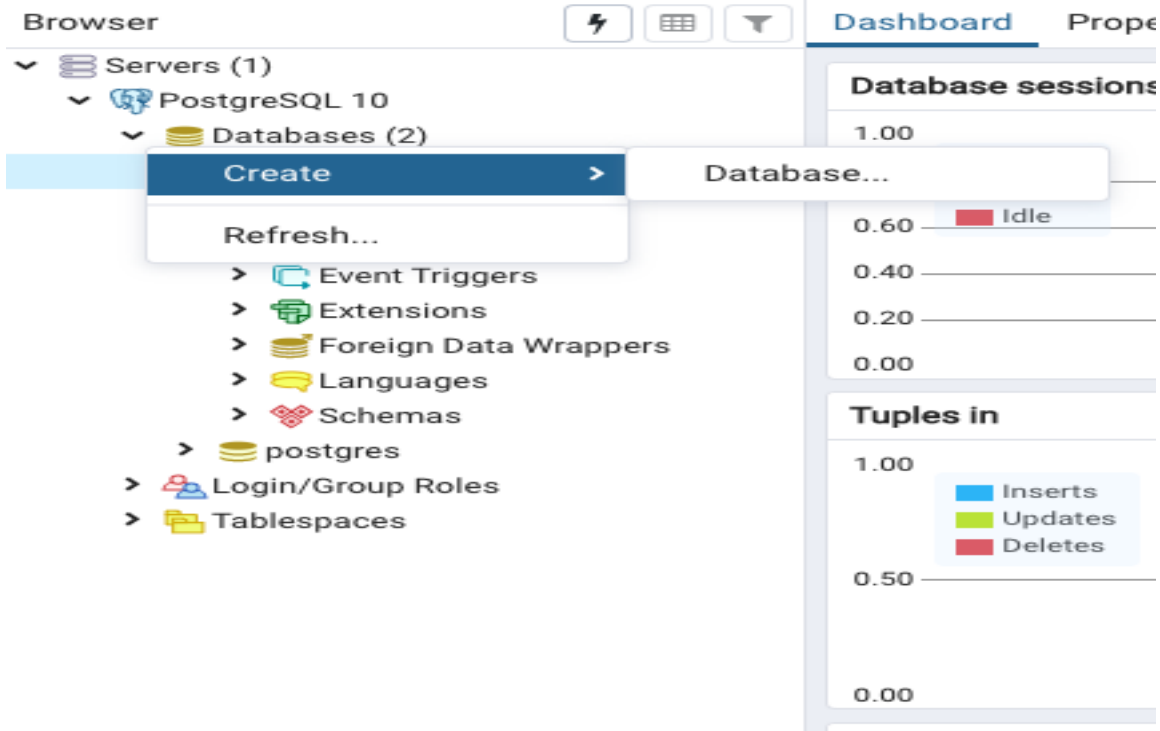 Browser
Servers (1)
PostgreSQL 10
Databases (2)
Create
Database...
Refresh...
Event Triggers
Extensions
Foreign Data Wrappers
Languages
Schemas
postgres
Login/Group Roles
Tablespaces
Dashboard Prope
Database sessions
1.00
Idle
0.60
0.40
0.20
0.00
Tuples in
1.00
Inserts
Updates
Deletes
0.50
0.00